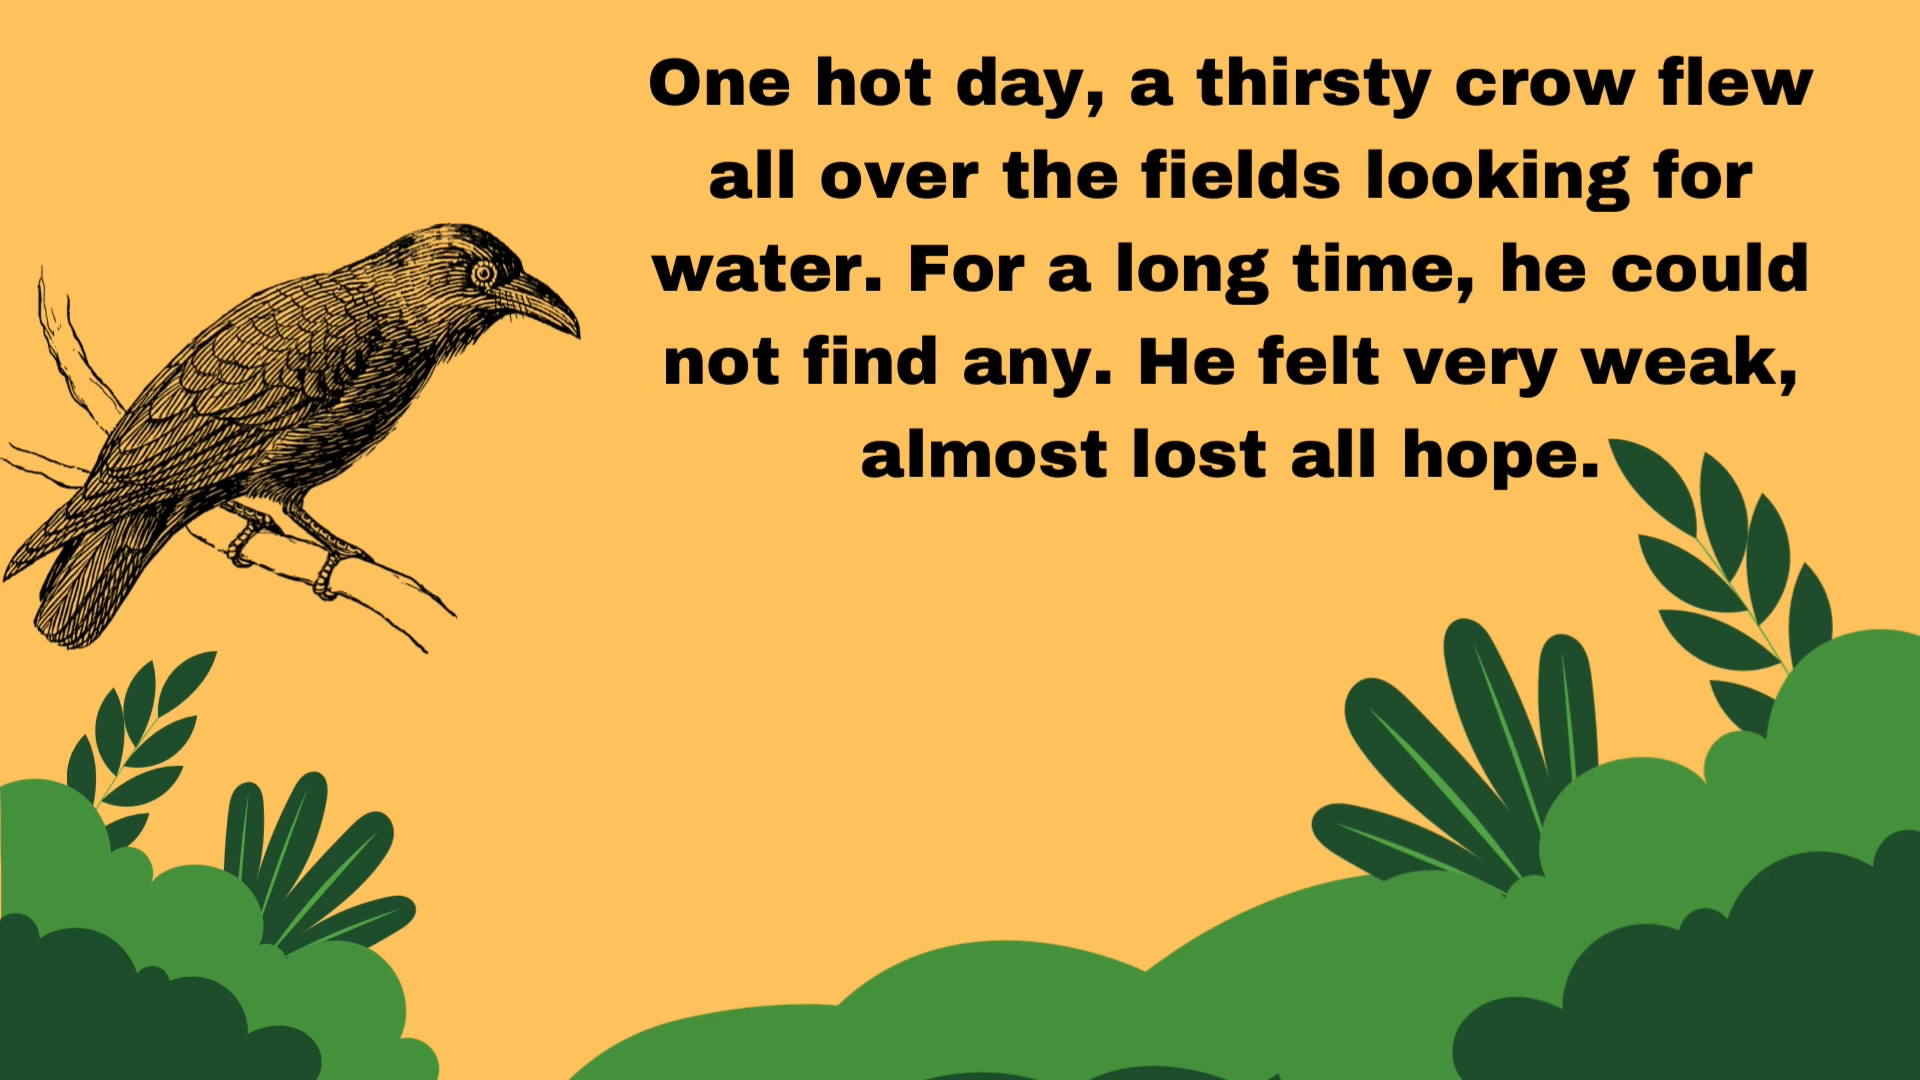 One hot day, a thirsty crow flew
all over the fields looking for
water. For a long time, he could
not find any. He felt very weak,
almost lost all hope.